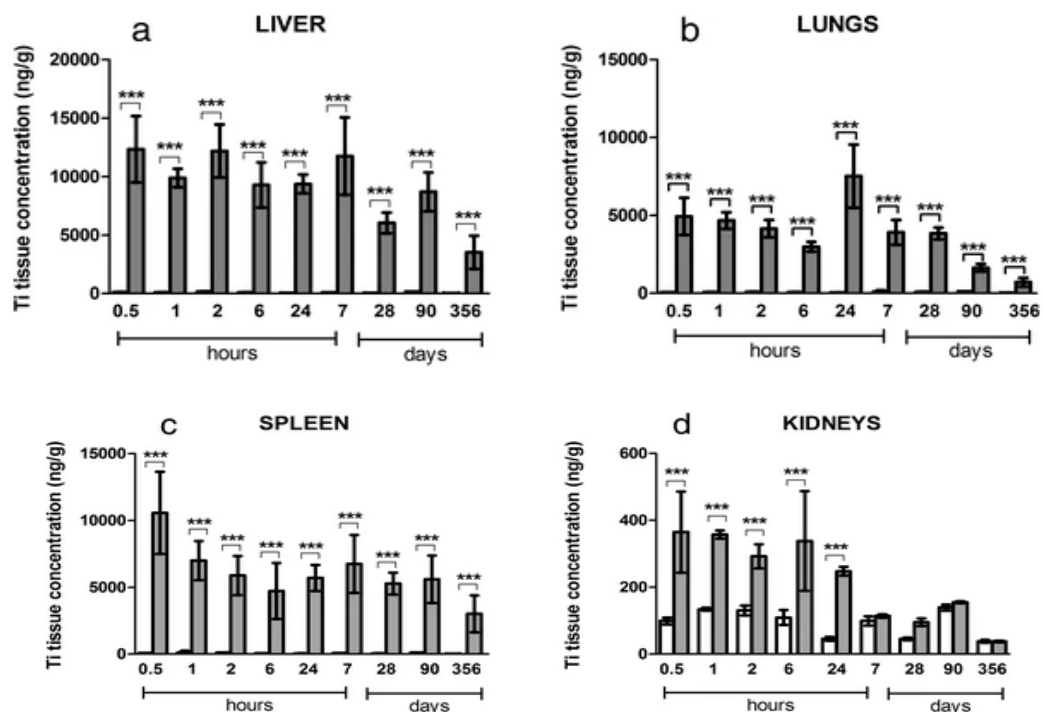 a LIVER
Ti tissue concentration (ng/g)
20000
15000
10000
5000
0
*** *** *** *** *** *** *** *** ***
0.5 1 2 6 24 7 28 90 356
hours days
b LUNGS
Ti tissue concentration (ng/g)
15000
10000
5000
0
*** *** *** *** *** *** *** *** ***
0.5 1 2 6 24 7 28 90 356
hours days
c SPLEEN
Ti tissue concentration (ng/g)
15000
10000
5000
0
*** *** *** *** *** *** *** *** ***
0.5 1 2 6 24 7 28 90 356
hours days
d KIDNEYS
Ti tissue concentration (ng/g)
600
400
200
0
*** *** *** *** ***
0.5 1 2 6 24 7 28 90 356
hours days